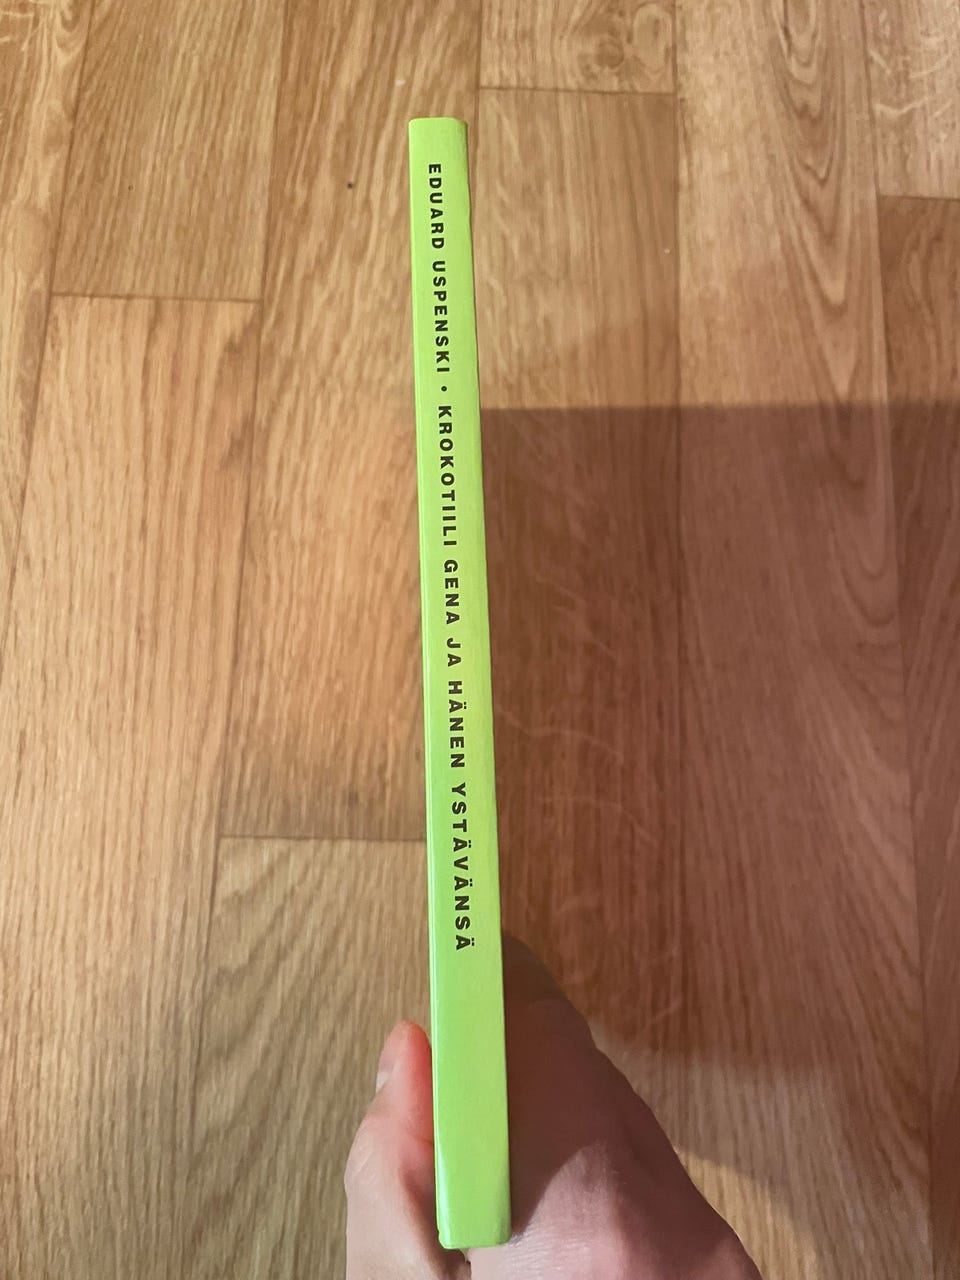 EDUARD USPENSKI • KROKOTIILI GENA JA HÄNEN YSTÄVÄNSÄ